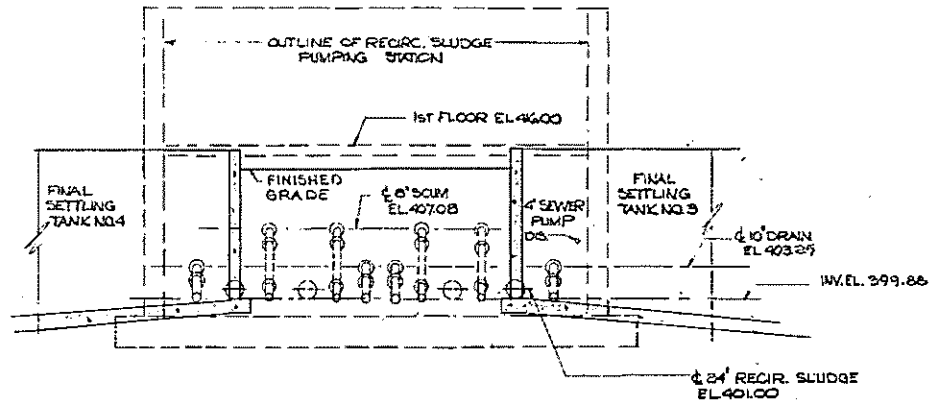 OUTLINE OF RECIRC. SLUDGE
PUMPING STATION
1ST FLOOR EL 416.00
FINISHED
GRADE
FINAL
SETTLING
TANK NO.4
℄ 8" SCUM
EL 407.08
4" SEWER
PUMP
DIS.
FINAL
SETTLING
TANK NO.3
℄ 10" DRAIN
EL 403.25
INV. EL. 399.88
℄ 24" RECIR. SLUDGE
EL 401.00